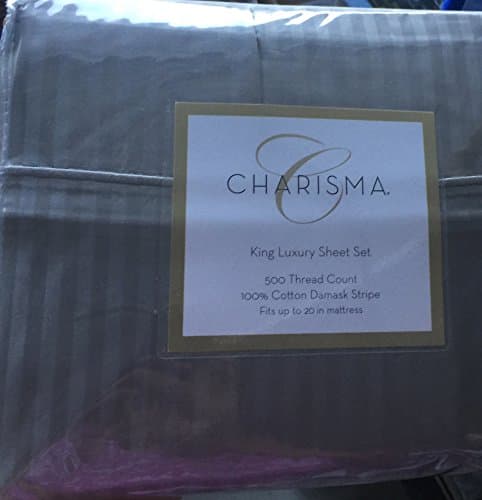 C
CHARISMA.
King Luxury Sheet Set
500 Thread Count
100% Cotton Damask Stripe
Fits up to 20 in mattress